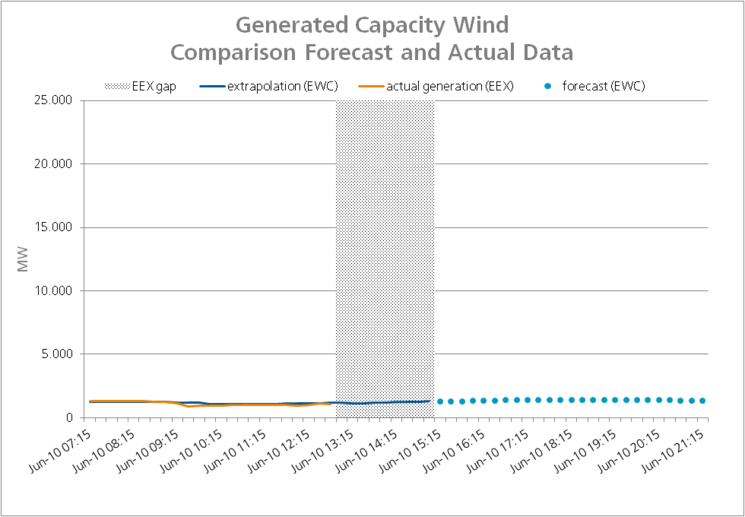 Generated Capacity Wind
Comparison Forecast and Actual Data
EEX gap extrapolation (EWC) actual generation (EEX) forecast (EWC)
25.000
20.000
15.000
10.000
5.000
0
MW
Jun-10 07:15 Jun-10 08:15 Jun-10 09:15 Jun-10 10:15 Jun-10 11:15 Jun-10 12:15 Jun-10 13:15 Jun-10 14:15 Jun-10 15:15 Jun-10 16:15 Jun-10 17:15 Jun-10 18:15 Jun-10 19:15 Jun-10 20:15 Jun-10 21:15